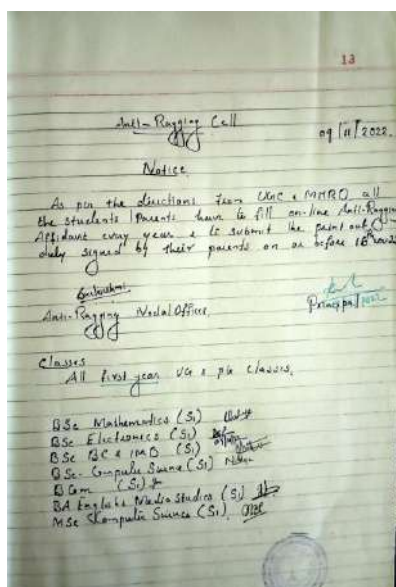 13
Anti-Ragging Cell
09/11/2022.
Notice
As per the directions from UGC & MHRD all
the students/Parents have to fill on-line Anti-Ragging
Affidavit every year & to submit the print out
duly signed by their parents on or before 18th Nov 22
Anti-Ragging Nodal Officer.
Principal
Classes
All first year UG & PG Classes.
BSc Mathematics (S1)
BSc Electronics (S1)
BSc BC & IMB (S1)
BSc. Computer Science (S1)
B Com (S1)
BA English & Media Studies (S1)
MSc Computer Science (S1)